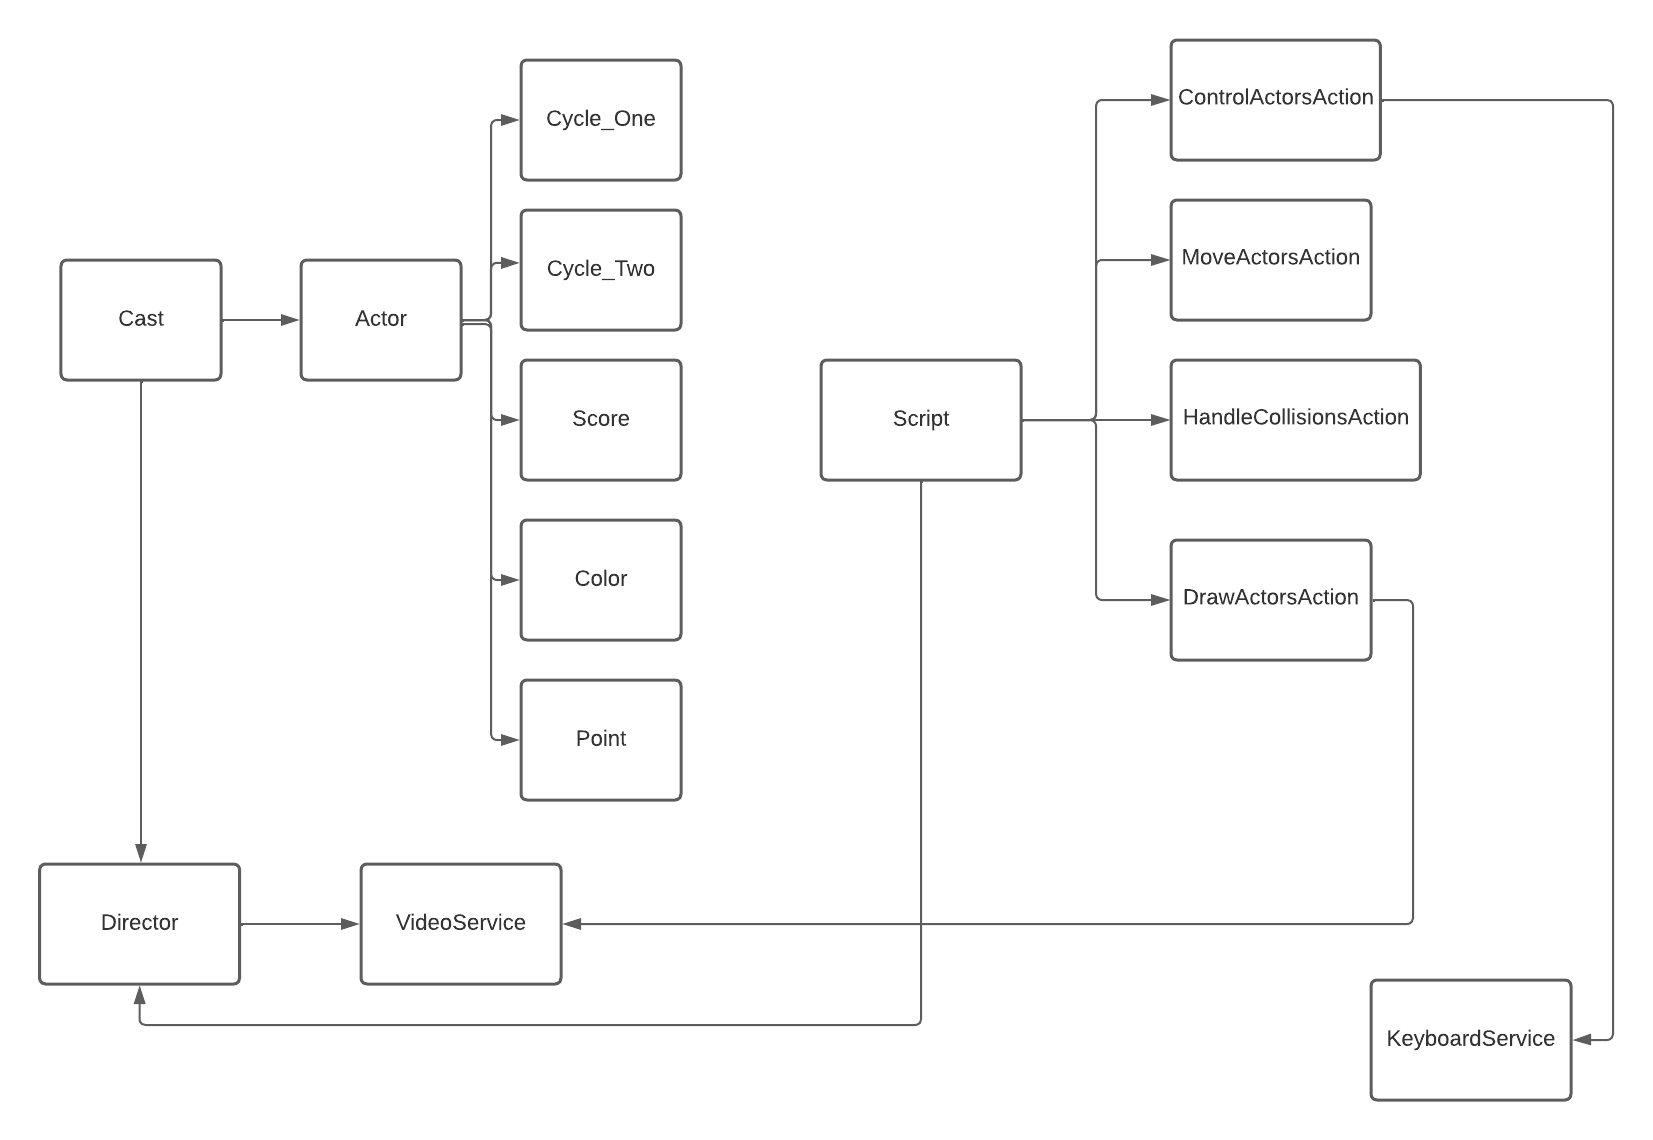 ControlActorsAction
Cycle_One
MoveActorsAction
Cycle_Two
Cast
Actor
Score
Script
HandleCollisionsAction
Color
DrawActorsAction
Point
Director
VideoService
KeyboardService